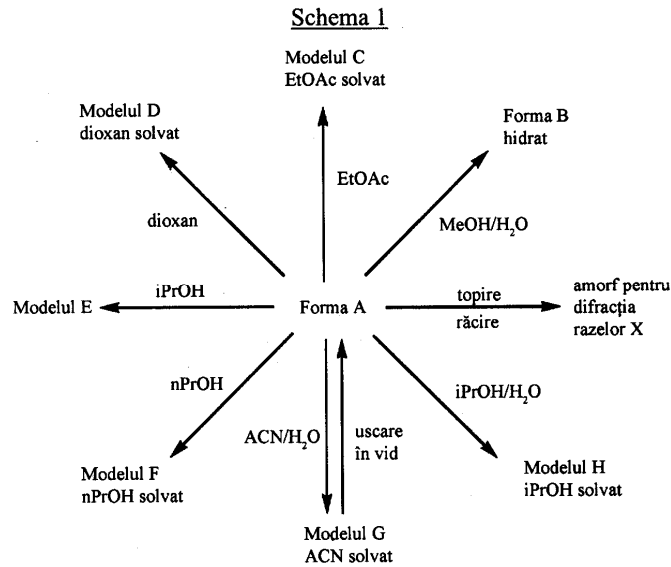 Schema 1
Modelul C
EtOAc solvat
Modelul D
dioxan solvat
Forma B
hidrat
EtOAc
dioxan
MeOH/H₂O
Modelul E
iPrOH
Forma A
topire
răcire
amorf pentru
difracția
razelor X
nPrOH
ACN/H₂O
uscare
în vid
iPrOH/H₂O
Modelul F
nPrOH solvat
Modelul H
iPrOH solvat
Modelul G
ACN solvat